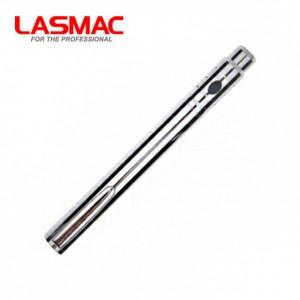 LASMAC
FOR THE PROFESSIONAL